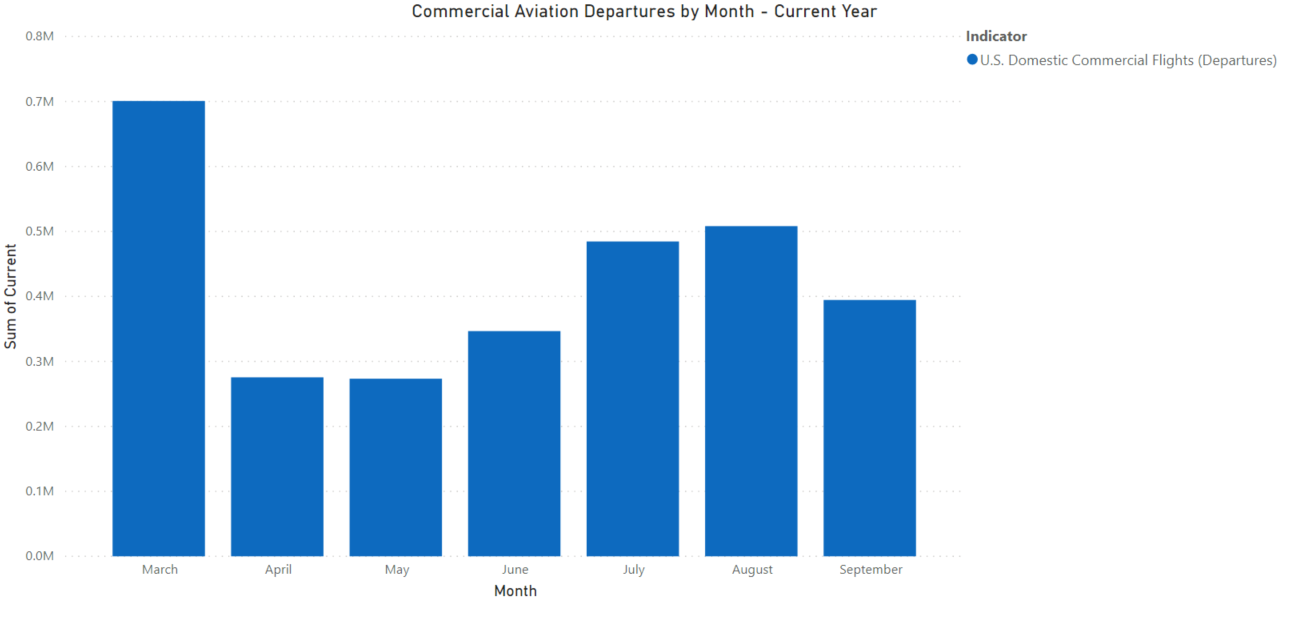 Commercial Aviation Departures by Month - Current Year
Indicator
U.S. Domestic Commercial Flights (Departures)
Sum of Current
0.8M
0.7M
0.6M
0.5M
0.4M
0.3M
0.2M
0.1M
0.0M
March April May June July August September
Month